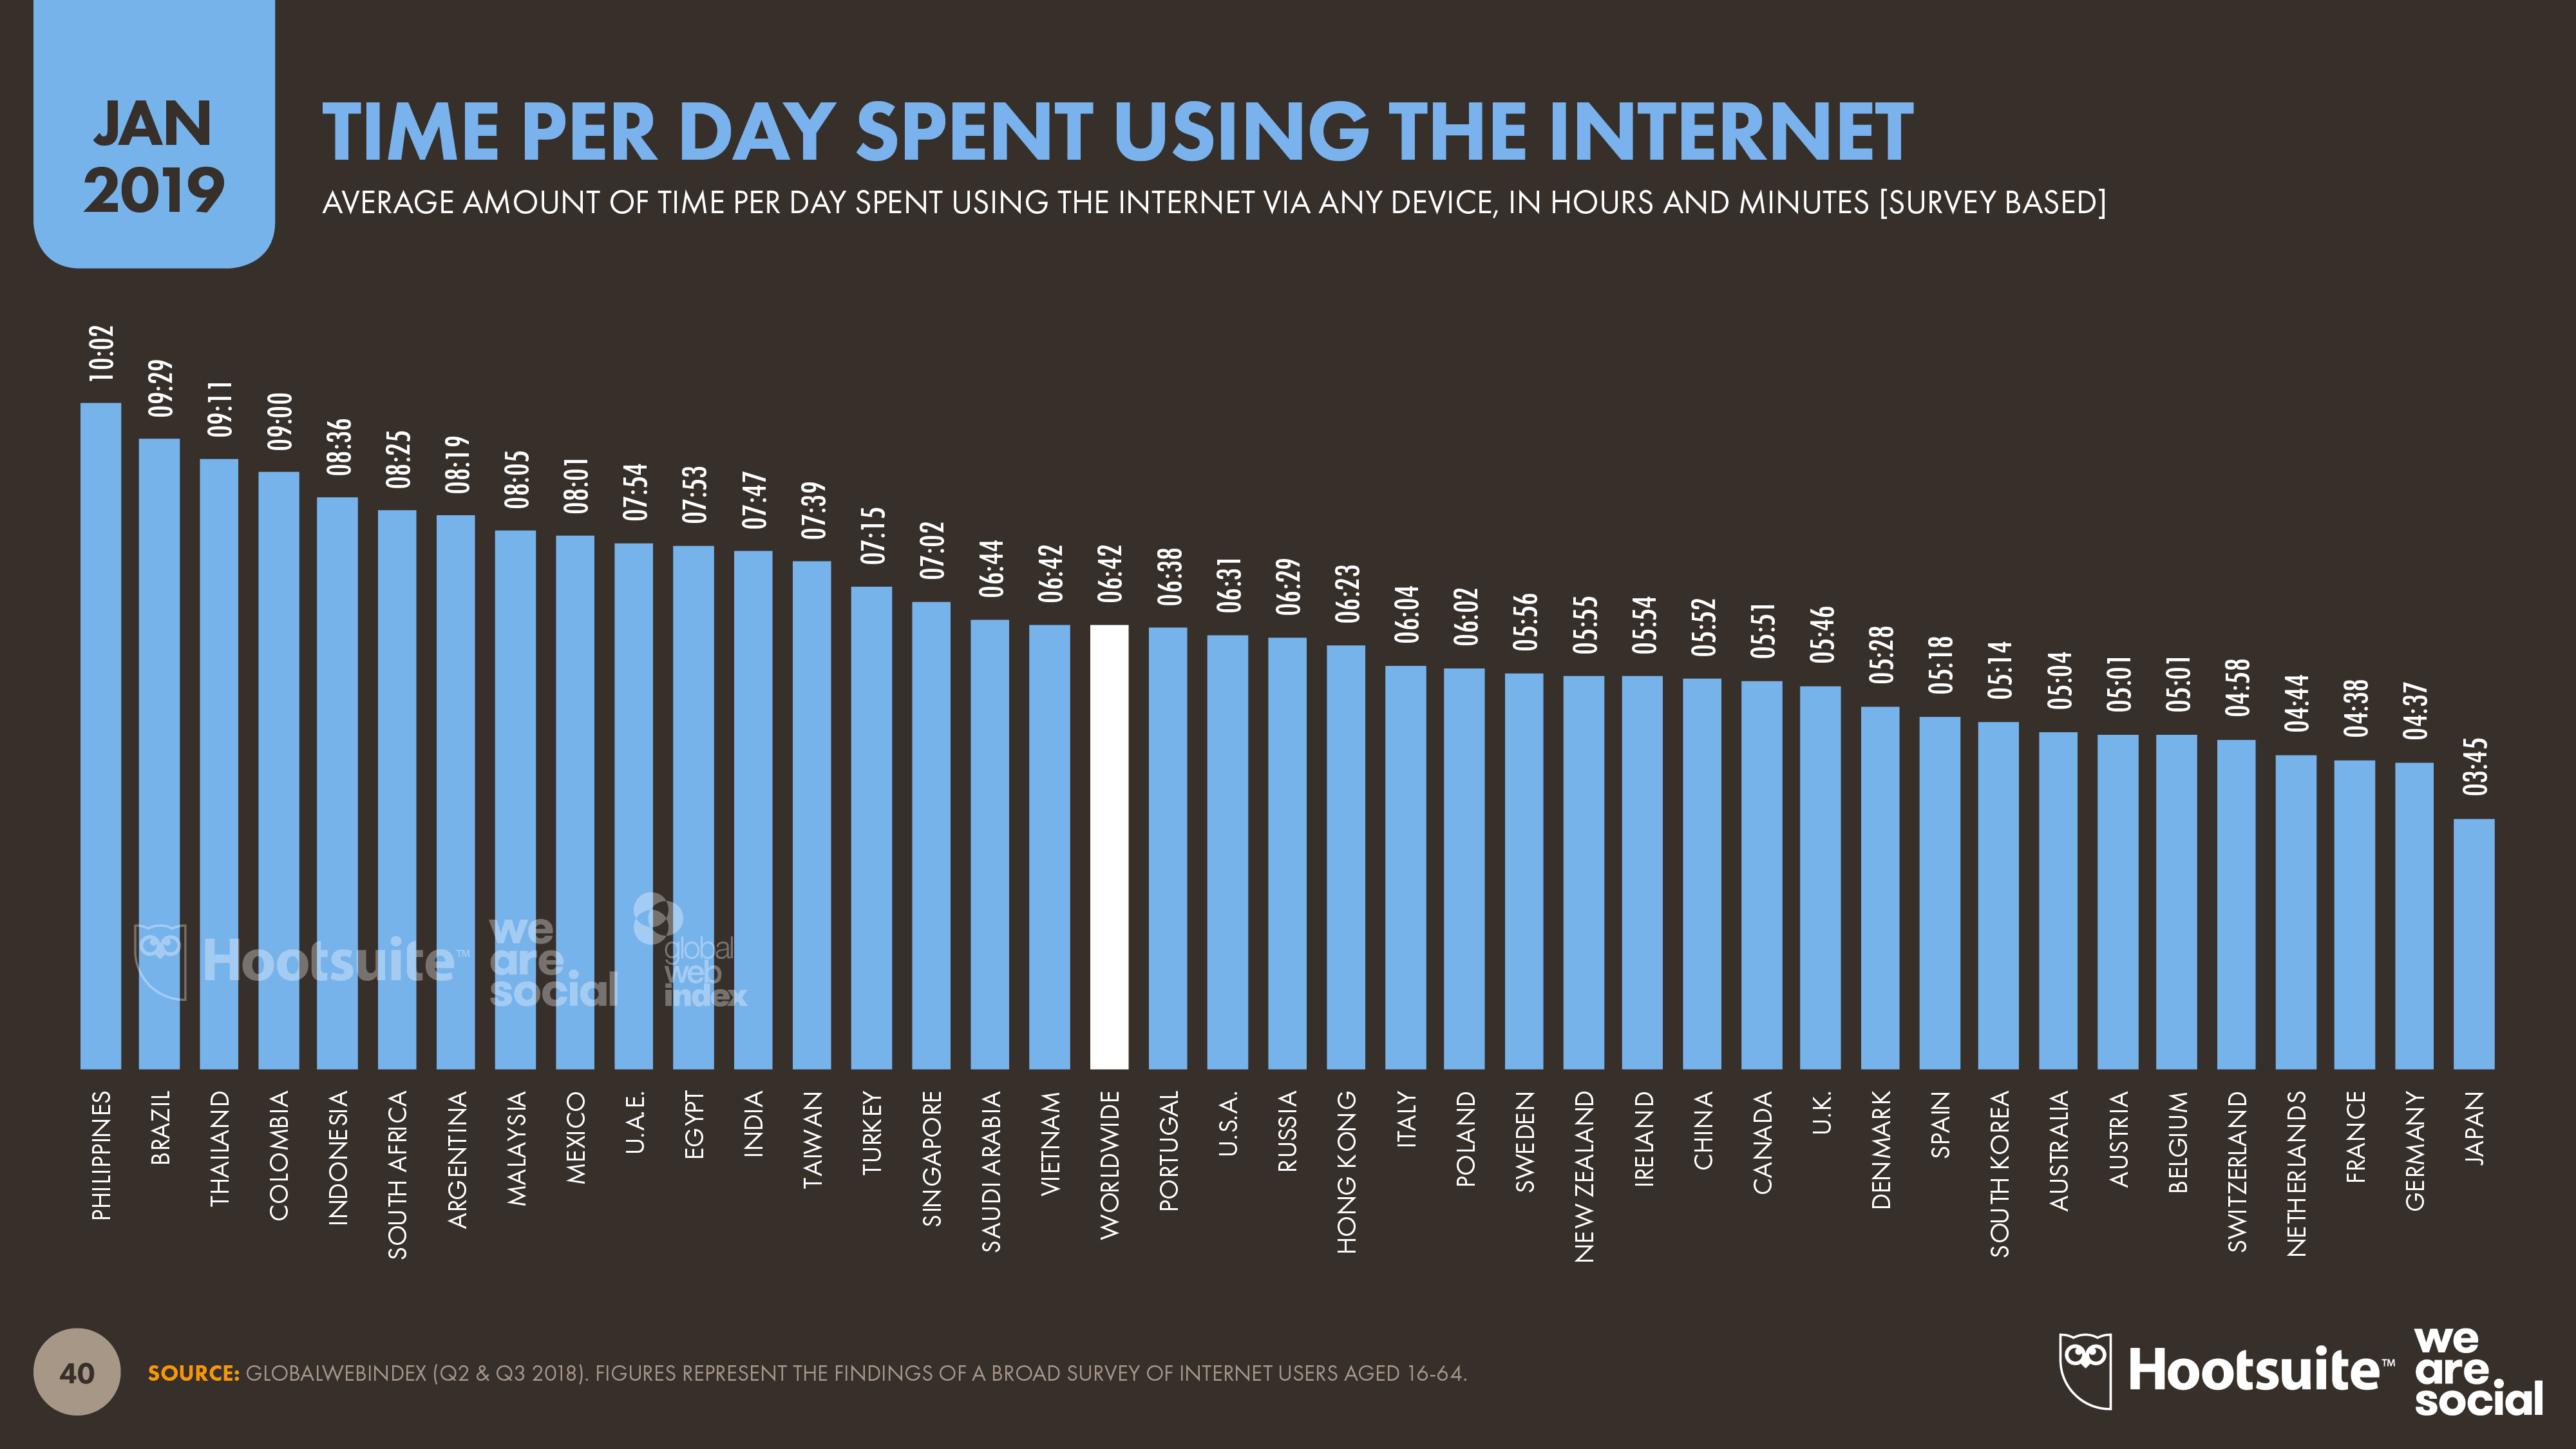 JAN
2019
TIME PER DAY SPENT USING THE INTERNET
AVERAGE AMOUNT OF TIME PER DAY SPENT USING THE INTERNET VIA ANY DEVICE, IN HOURS AND MINUTES [SURVEY BASED]
10:02
09:29
09:11
09:00
08:36
08:25
08:19
08:05
08:01
07:54
07:53
07:47
07:39
07:15
07:02
06:44
06:42
06:42
06:38
06:31
06:29
06:23
06:04
06:02
05:56
05:55
05:54
05:52
05:51
05:46
05:28
05:18
05:14
05:04
05:01
05:01
04:58
04:44
04:38
04:37
03:45
Hootsuite™
we
are
social
global
web
index
PHILIPPINES
BRAZIL
THAILAND
COLOMBIA
INDONESIA
SOUTH AFRICA
ARGENTINA
MALAYSIA
MEXICO
U.A.E.
EGYPT
INDIA
TAIWAN
TURKEY
SINGAPORE
SAUDI ARABIA
VIETNAM
WORLDWIDE
PORTUGAL
U.S.A.
RUSSIA
HONG KONG
ITALY
POLAND
SWEDEN
NEW ZEALAND
IRELAND
CHINA
CANADA
U.K.
DENMARK
SPAIN
SOUTH KOREA
AUSTRALIA
AUSTRIA
BELGIUM
SWITZERLAND
NETHERLANDS
FRANCE
GERMANY
JAPAN
40
SOURCE: GLOBALWEBINDEX (Q2 & Q3 2018). FIGURES REPRESENT THE FINDINGS OF A BROAD SURVEY OF INTERNET USERS AGED 16-64.
Hootsuite™
we
are
social